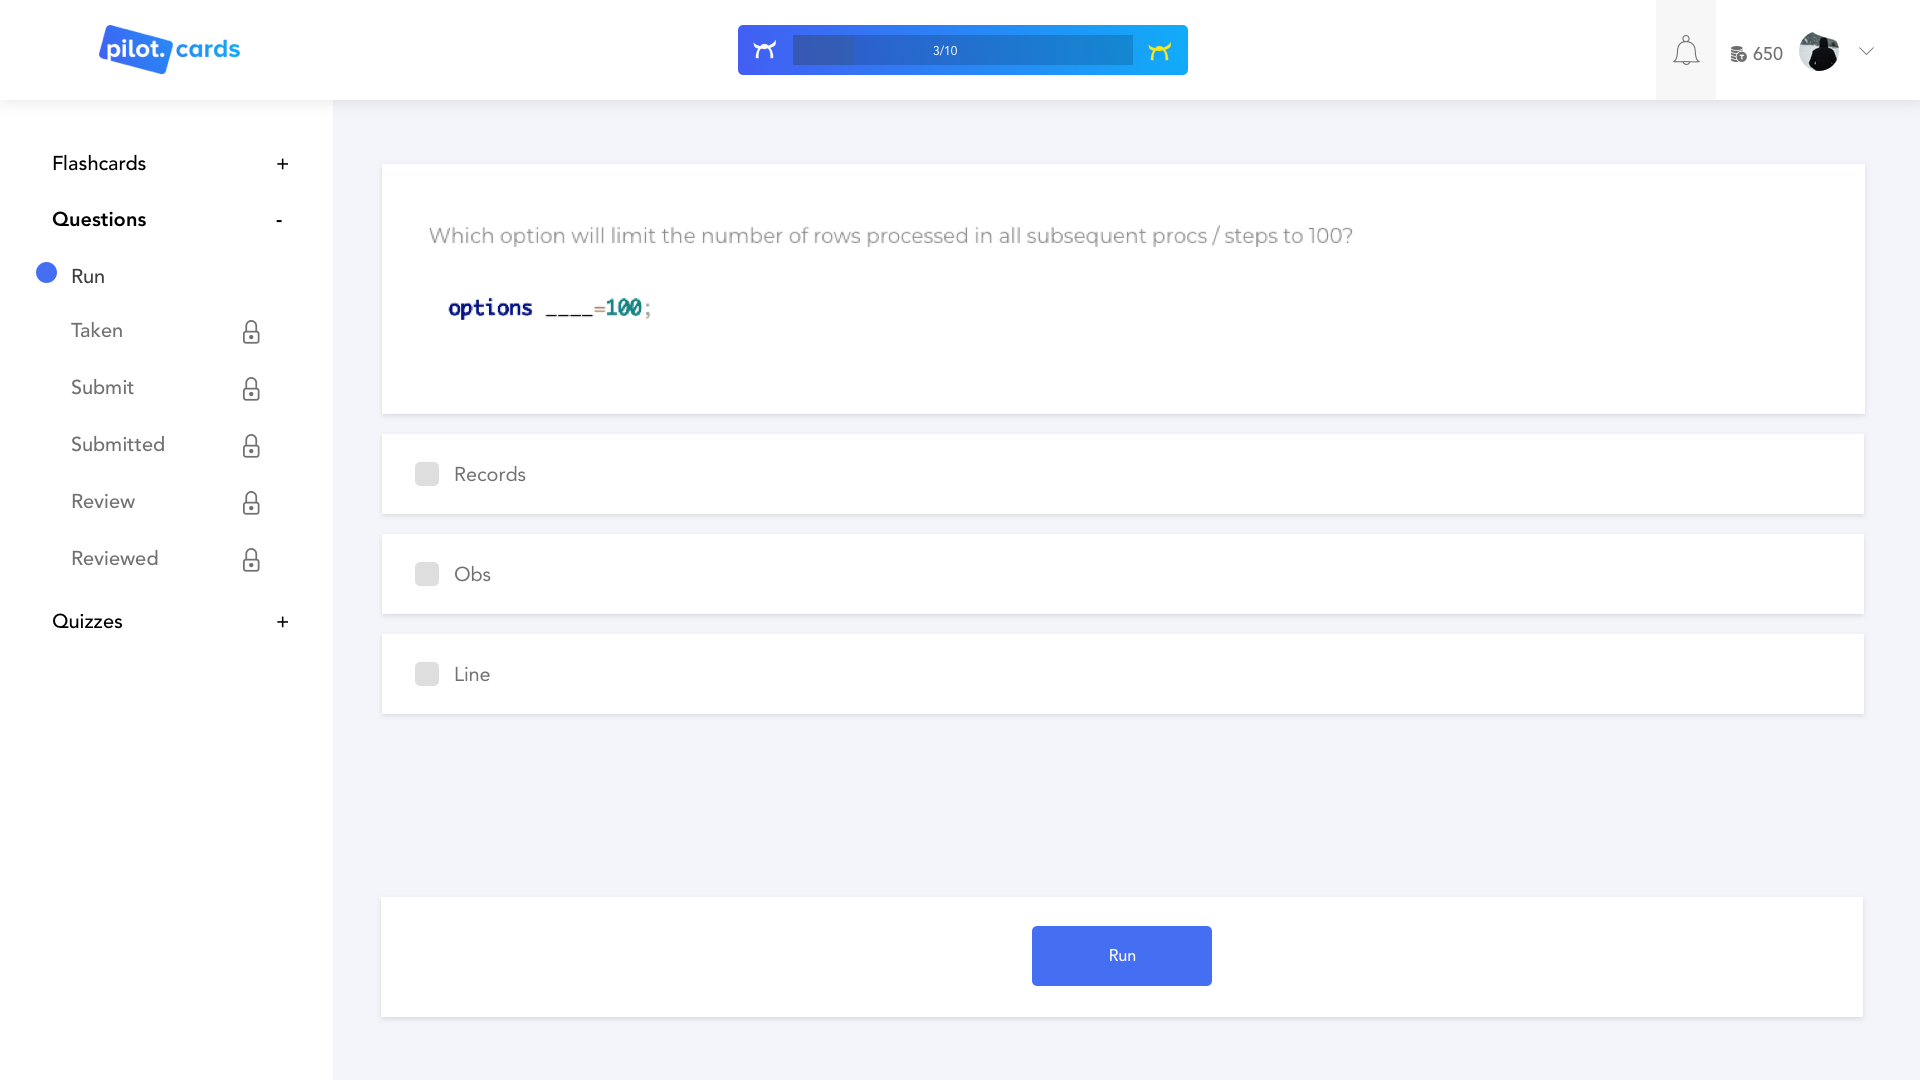 pilot. cards
3/10
650
Flashcards +
Questions -
Run
Taken
Submit
Submitted
Review
Reviewed
Quizzes +
Which option will limit the number of rows processed in all subsequent procs / steps to 100?
options ____=100;
Records
Obs
Line
Run